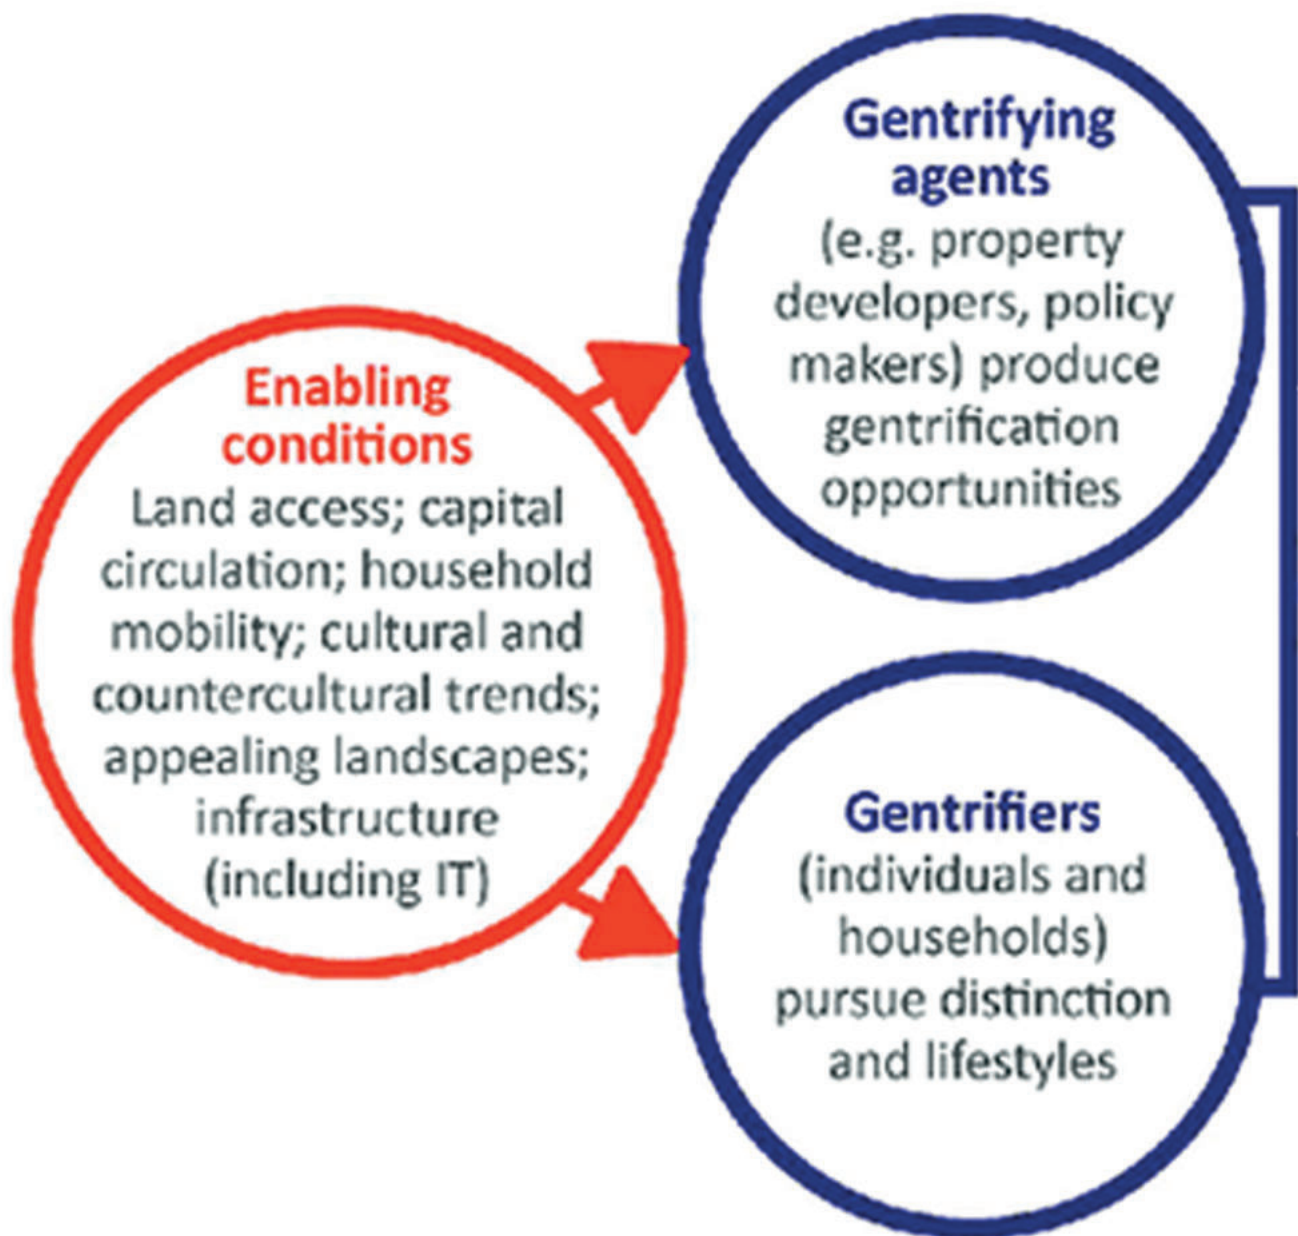 Gentrifying
agents
(e.g. property
developers, policy
makers) produce
gentrification
opportunities
Enabling
conditions
Land access; capital
circulation; household
mobility; cultural and
countercultural trends;
appealing landscapes;
infrastructure
(including IT)
Gentrifiers
(individuals and
households)
pursue distinction
and lifestyles